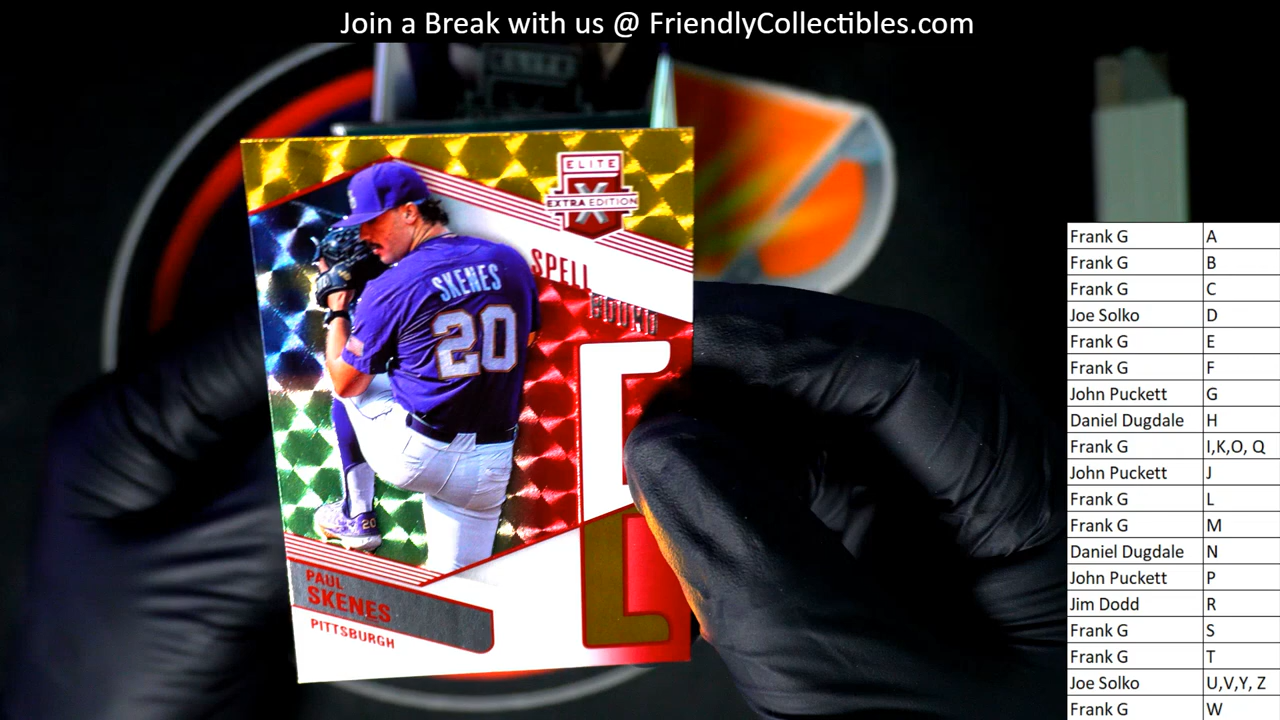 Join a Break with us @ FriendlyCollectibles.com
ELITE
X
EXTRA EDITION
SPELL
BOUND
SKENES
20
E
20
PAUL
SKENES
PITTSBURGH
Frank G A
Frank G B
Frank G C
Joe Solko D
Frank G E
Frank G F
John Puckett G
Daniel Dugdale H
Frank G I,K,O, Q
John Puckett J
Frank G L
Frank G M
Daniel Dugdale N
John Puckett P
Jim Dodd R
Frank G S
Frank G T
Joe Solko U,V,Y, Z
Frank G W